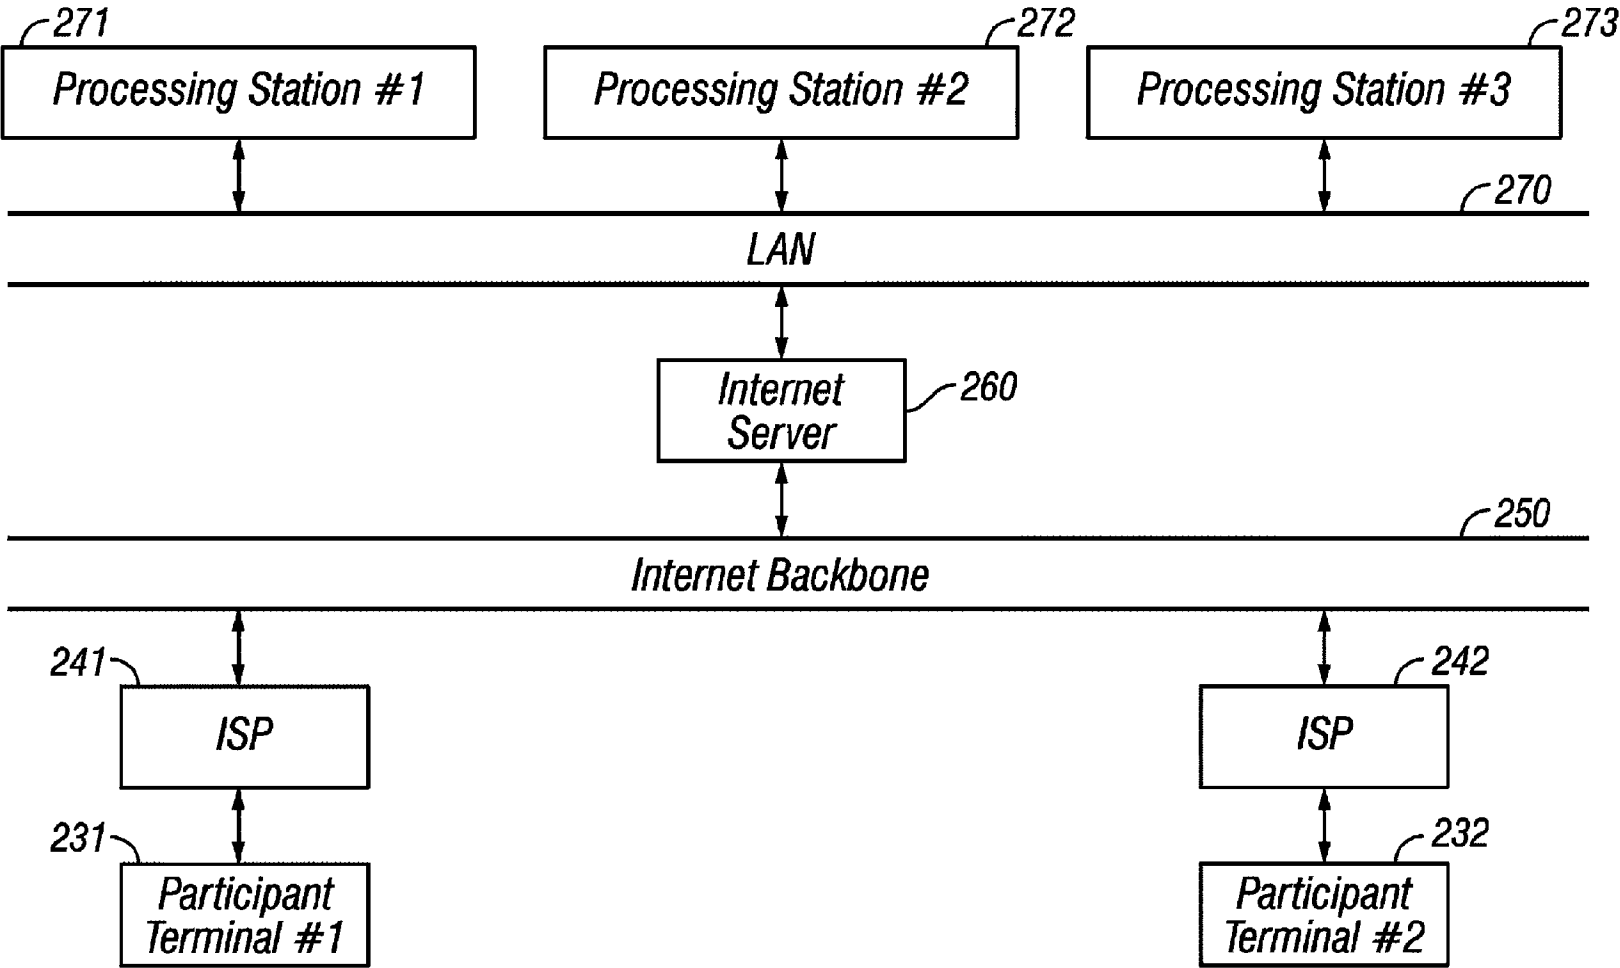 271
272
273
Processing Station #1
Processing Station #2
Processing Station #3
270
LAN
Internet
Server
260
250
Internet Backbone
241
242
ISP
ISP
231
232
Participant
Terminal #1
Participant
Terminal #2